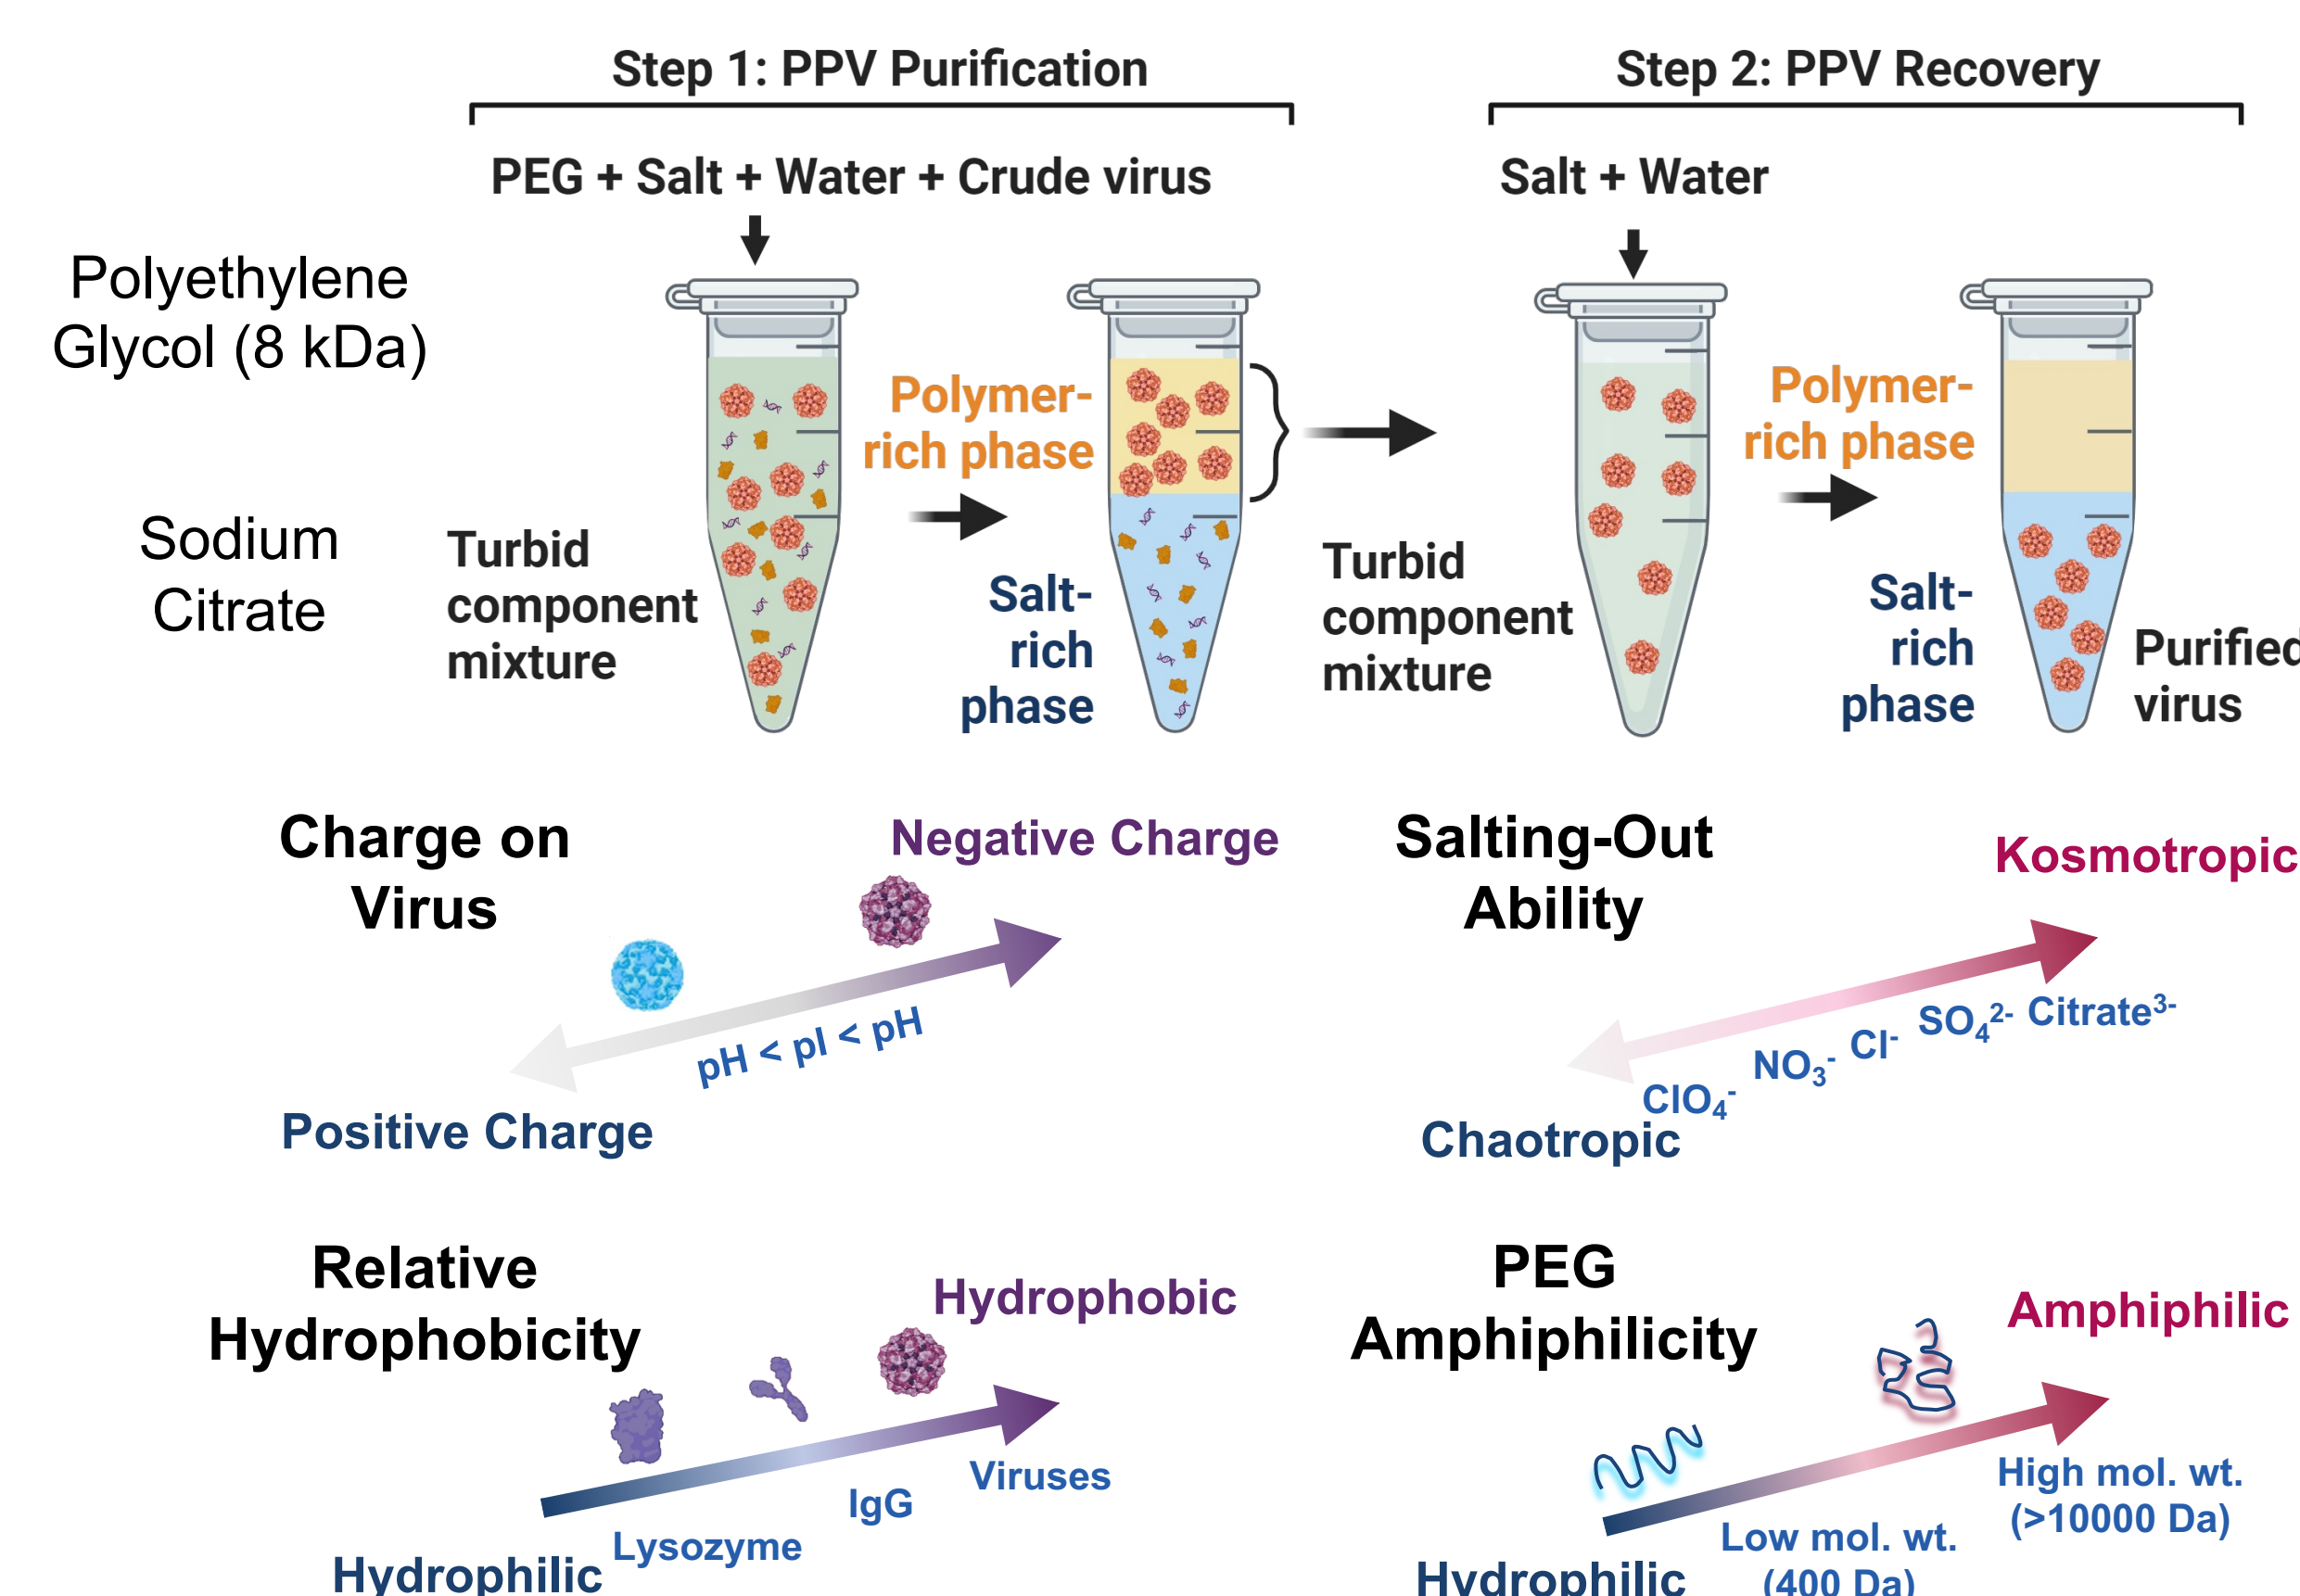 Step 1: PPV Purification
Step 2: PPV Recovery
PEG + Salt + Water + Crude virus
Salt + Water
Polyethylene
Glycol (8 kDa)
Sodium
Citrate
Turbid
component
mixture
Polymer-
rich phase
Salt-
rich
phase
Turbid
component
mixture
Polymer-
rich phase
Salt-
rich
phase
Purified
virus
Charge on
Virus
Negative Charge
pH < pI < pH
Positive Charge
Salting-Out
Ability
Kosmotropic
ClO₄⁻ NO₃⁻ Cl⁻ SO₄²⁻ Citrate³⁻
Chaotropic
Relative
Hydrophobicity
Hydrophobic
Viruses
IgG
Lysozyme
Hydrophilic
PEG
Amphiphilicity
Amphiphilic
High mol. wt.
(>10000 Da)
Low mol. wt.
(400 Da)
Hydrophilic